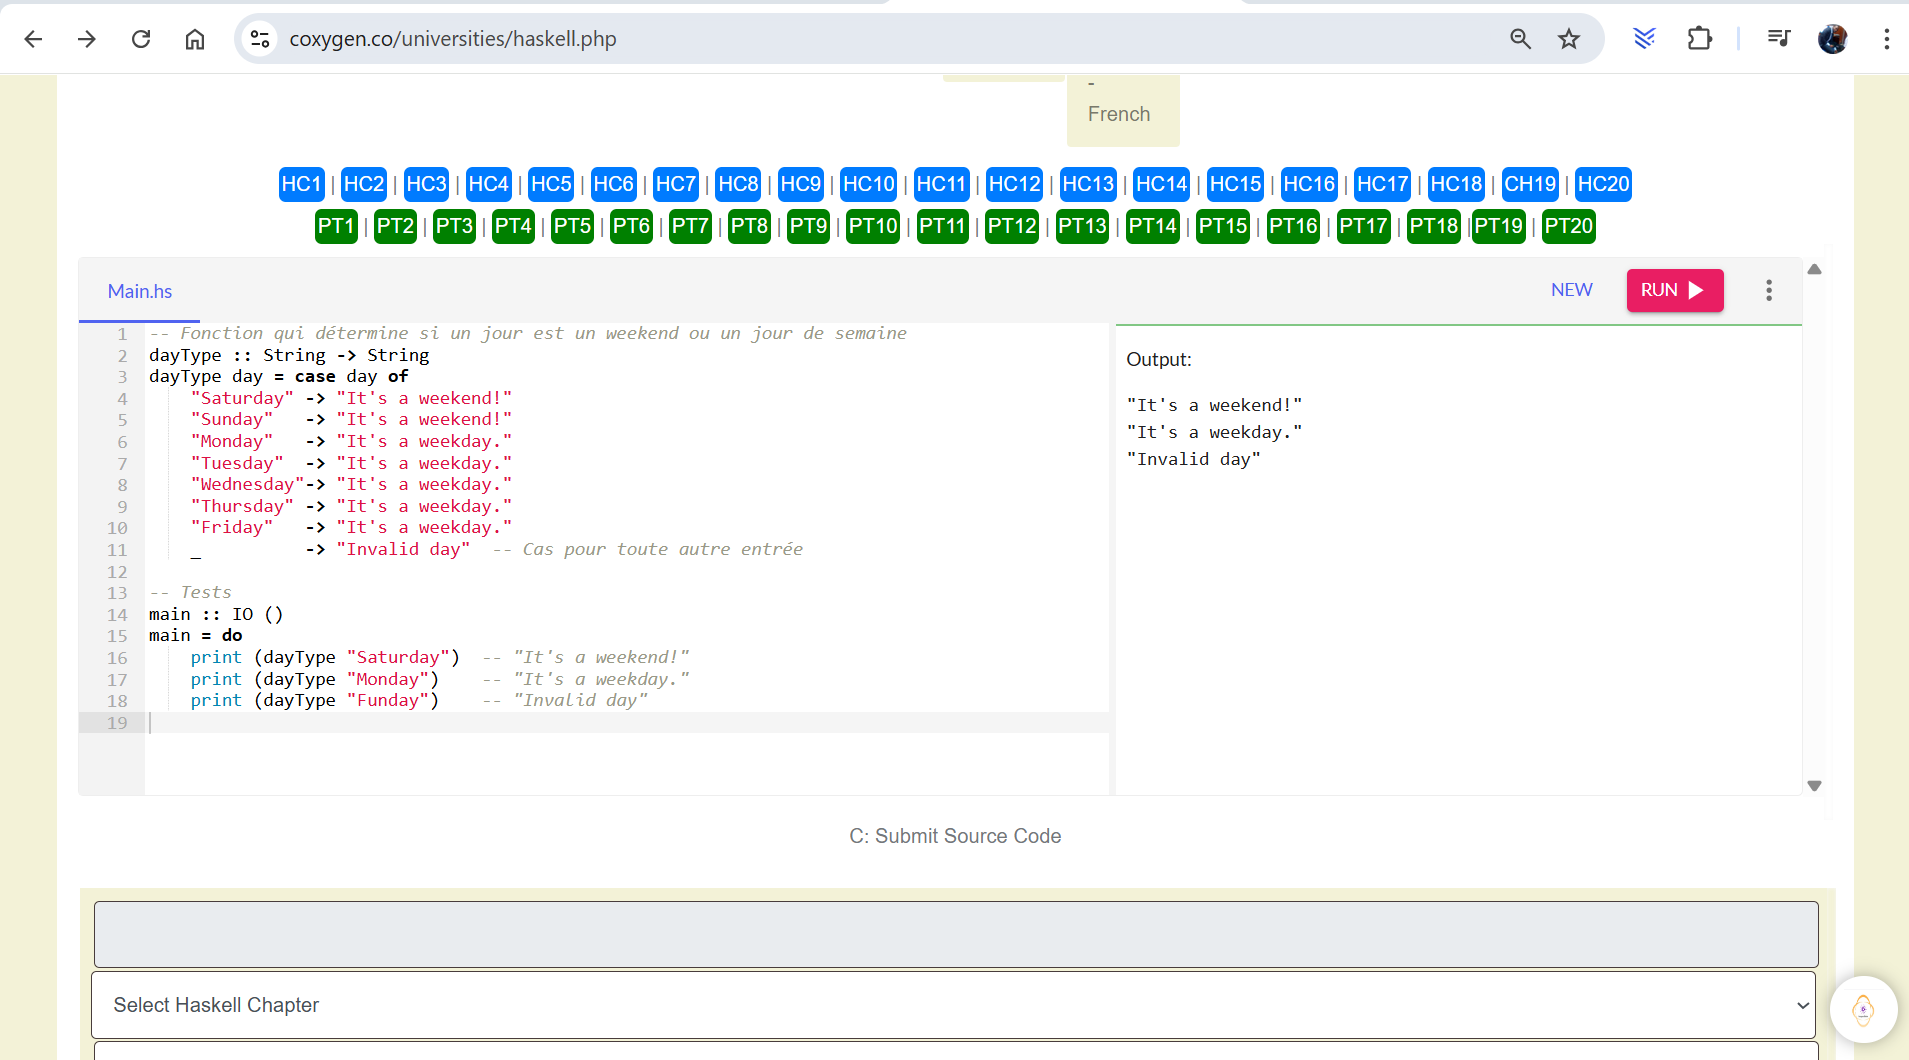 coxygen.co/universities/haskell.php
-
French
HC1 | HC2 | HC3 | HC4 | HC5 | HC6 | HC7 | HC8 | HC9 | HC10 | HC11 | HC12 | HC13 | HC14 | HC15 | HC16 | HC17 | HC18 | CH19 | HC20
PT1 | PT2 | PT3 | PT4 | PT5 | PT6 | PT7 | PT8 | PT9 | PT10 | PT11 | PT12 | PT13 | PT14 | PT15 | PT16 | PT17 | PT18 | PT19 | PT20
Main.hs
NEW
RUN
1 -- Fonction qui détermine si un jour est un weekend ou un jour de semaine
2 dayType :: String -> String
3 dayType day = case day of
4     "Saturday" -> "It's a weekend!"
5     "Sunday"   -> "It's a weekend!"
6     "Monday"   -> "It's a weekday."
7     "Tuesday"  -> "It's a weekday."
8     "Wednesday"-> "It's a weekday."
9     "Thursday" -> "It's a weekday."
10     "Friday"   -> "It's a weekday."
11     _          -> "Invalid day"  -- Cas pour toute autre entrée
12
13 -- Tests
14 main :: IO ()
15 main = do
16     print (dayType "Saturday")  -- "It's a weekend!"
17     print (dayType "Monday")    -- "It's a weekday."
18     print (dayType "Funday")    -- "Invalid day"
19
Output:
"It's a weekend!"
"It's a weekday."
"Invalid day"
C: Submit Source Code
Select Haskell Chapter